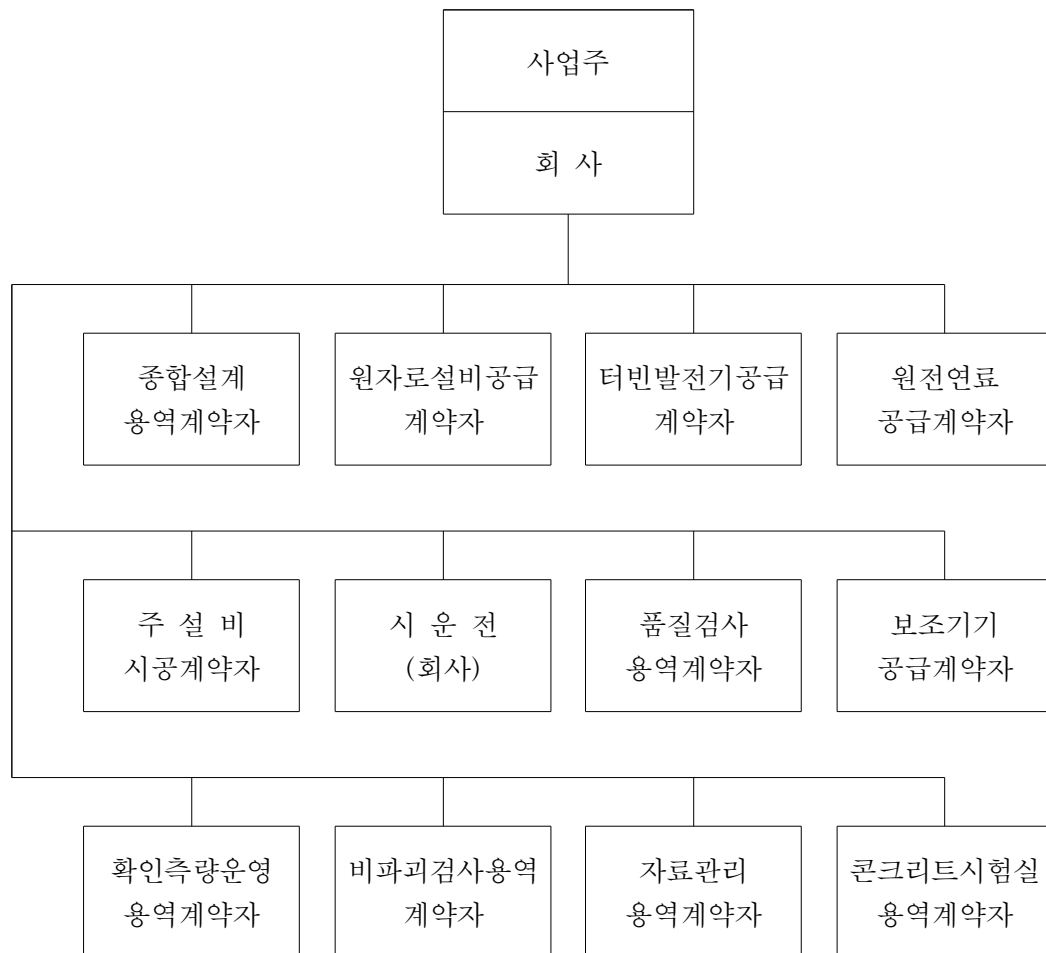 사업주
회 사
종합설계
용역계약자
원자로설비공급
계약자
터빈발전기공급
계약자
원전연료
공급계약자
주 설 비
시공계약자
시 운 전
(회사)
품질검사
용역계약자
보조기기
공급계약자
확인측량운영
용역계약자
비파괴검사용역
계약자
자료관리
용역계약자
콘크리트시험실
용역계약자